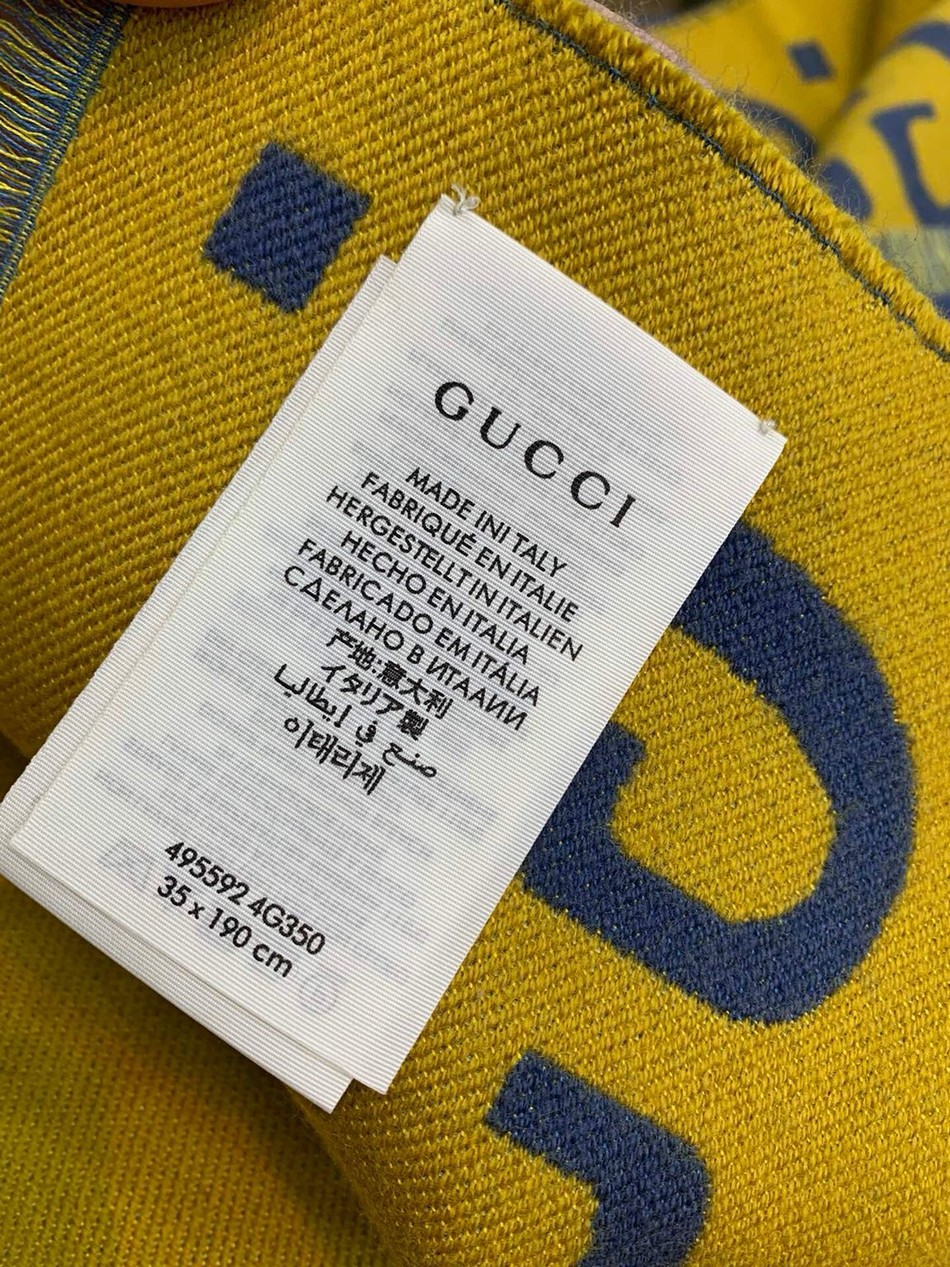 GUCCI
MADE INI TALY
FABRIQUÉ EN ITALIE
HERGESTELLT IN ITALIEN
HECHO EN ITALIA
FABRICADO EM ITÁLIA
СДЕЛАНО В ИТАЛИИ
产地:意大利
イタリア製
صنع في ايطاليا
이태리제
495592 4G350
35 x 190 cm